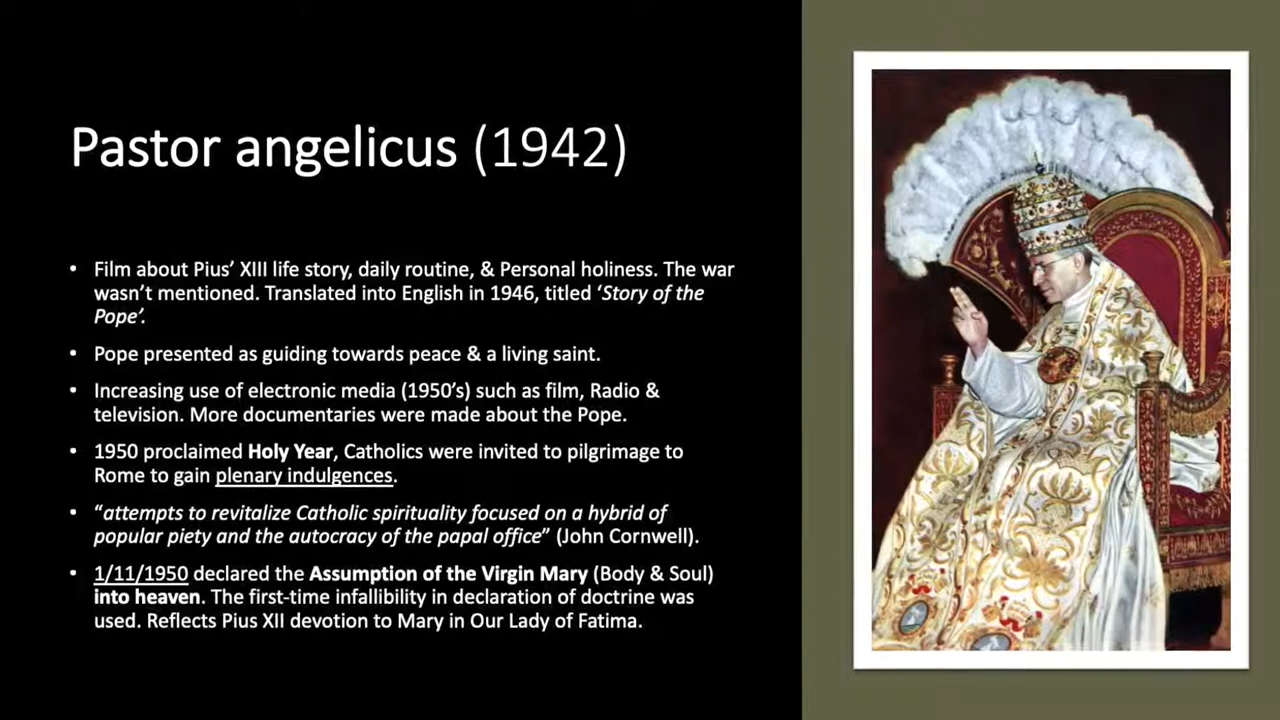 Pastor angelicus (1942)
• Film about Pius’ XIII life story, daily routine, & Personal holiness. The war
wasn’t mentioned. Translated into English in 1946, titled ‘Story of the
Pope’.
• Pope presented as guiding towards peace & a living saint.
• Increasing use of electronic media (1950’s) such as film, Radio &
television. More documentaries were made about the Pope.
• 1950 proclaimed Holy Year, Catholics were invited to pilgrimage to
Rome to gain plenary indulgences.
• “attempts to revitalize Catholic spirituality focused on a hybrid of
popular piety and the autocracy of the papal office” (John Cornwell).
• 1/11/1950 declared the Assumption of the Virgin Mary (Body & Soul)
into heaven. The first-time infallibility in declaration of doctrine was
used. Reflects Pius XII devotion to Mary in Our Lady of Fatima.